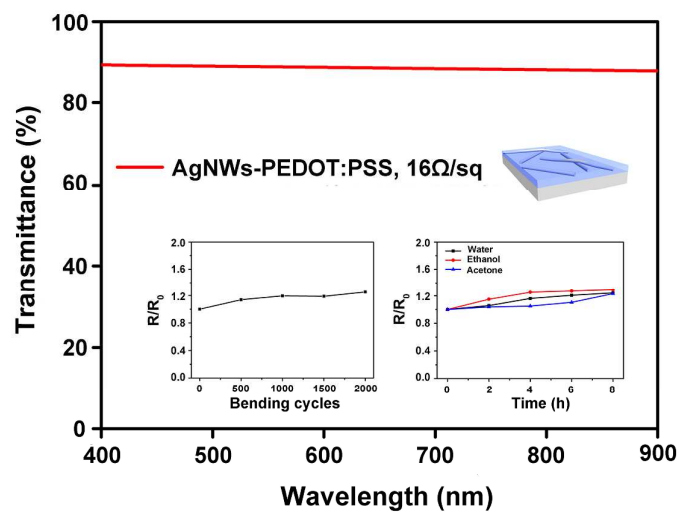 100
80
60
40
20
0
Transmittance (%)
AgNWs-PEDOT:PSS, 16Ω/sq
2.0
1.6
1.2
0.8
0.4
0.0
R/R0
0 500 1000 1500 2000
Bending cycles
Water
Ethanol
Acetone
2.0
1.6
1.2
0.8
0.4
0.0
R/R0
0 2 4 6 8
Time (h)
400 500 600 700 800 900
Wavelength (nm)